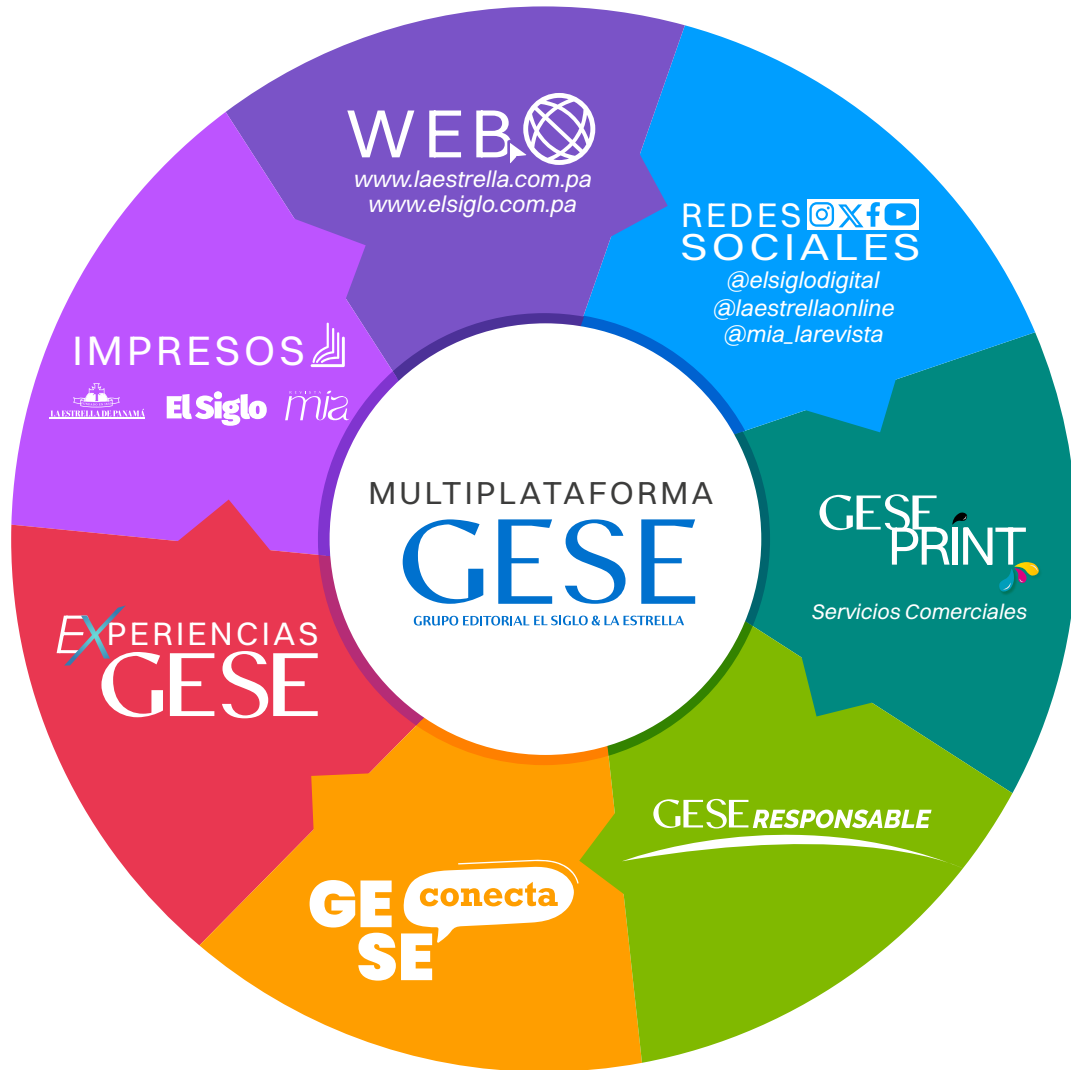 WEB
www.laestrella.com.pa
www.elsiglo.com.pa
REDES
SOCIALES
@elsiglodigital
@laestrellaonline
@mia_larevista
IMPRESOS
LA ESTRELLA DE PANAMÁ
El Siglo
REVISTA
mía
MULTIPLATAFORMA
GESE
GRUPO EDITORIAL EL SIGLO & LA ESTRELLA
GESE
PRINT
Servicios Comerciales
EXPERIENCIAS
GESE
GESE RESPONSABLE
GE
SE
conecta